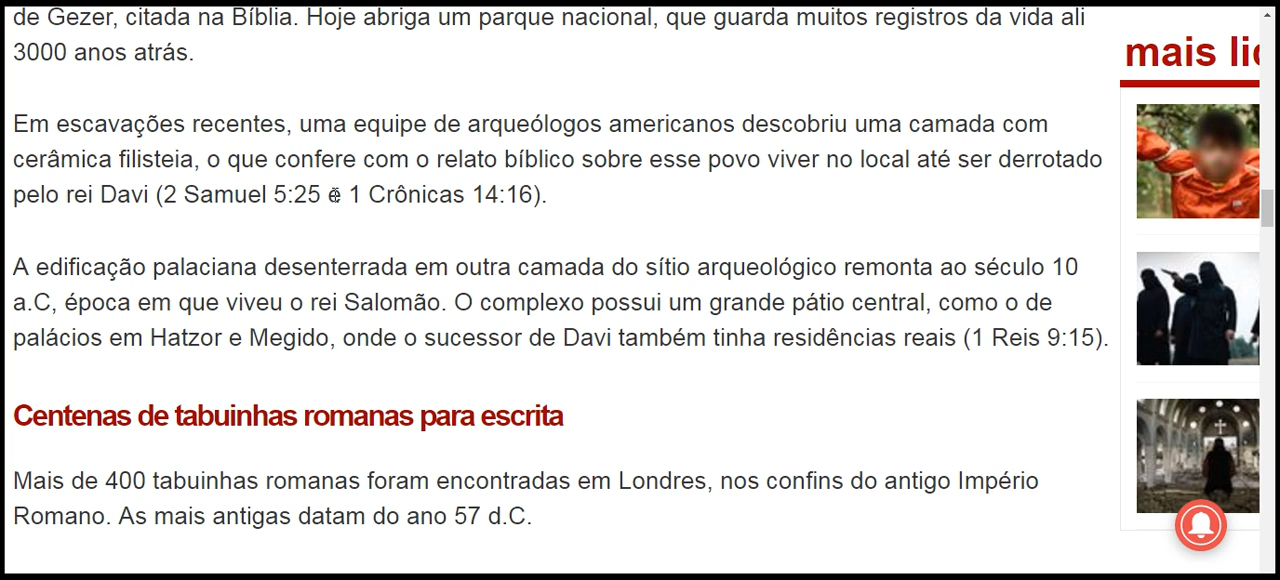 de Gezer, citada na Bíblia. Hoje abriga um parque nacional, que guarda muitos registros da vida ali
3000 anos atrás.
Em escavações recentes, uma equipe de arqueólogos americanos descobriu uma camada com
cerâmica filisteia, o que confere com o relato bíblico sobre esse povo viver no local até ser derrotado
pelo rei Davi (2 Samuel 5:25 e 1 Crônicas 14:16).
A edificação palaciana desenterrada em outra camada do sítio arqueológico remonta ao século 10
a.C, época em que viveu o rei Salomão. O complexo possui um grande pátio central, como o de
palácios em Hatzor e Megido, onde o sucessor de Davi também tinha residências reais (1 Reis 9:15).
Centenas de tabuinhas romanas para escrita
Mais de 400 tabuinhas romanas foram encontradas em Londres, nos confins do antigo Império
Romano. As mais antigas datam do ano 57 d.C.
mais